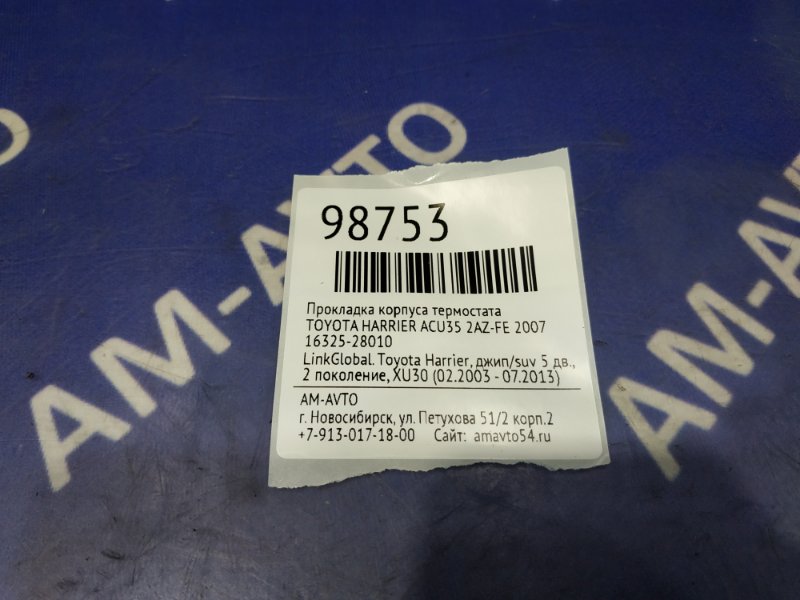 AM-AVTO
AM-AVTO
AM-AVTO
98753
Прокладка корпуса термостата
TOYOTA HARRIER ACU35 2AZ-FE 2007
16325-28010
LinkGlobal. Toyota Harrier, джип/suv 5 дв.,
2 поколение, XU30 (02.2003 - 07.2013)
AM-AVTO
г. Новосибирск, ул. Петухова 51/2 корп.2
+7-913-017-18-00 Сайт: amavto54.ru